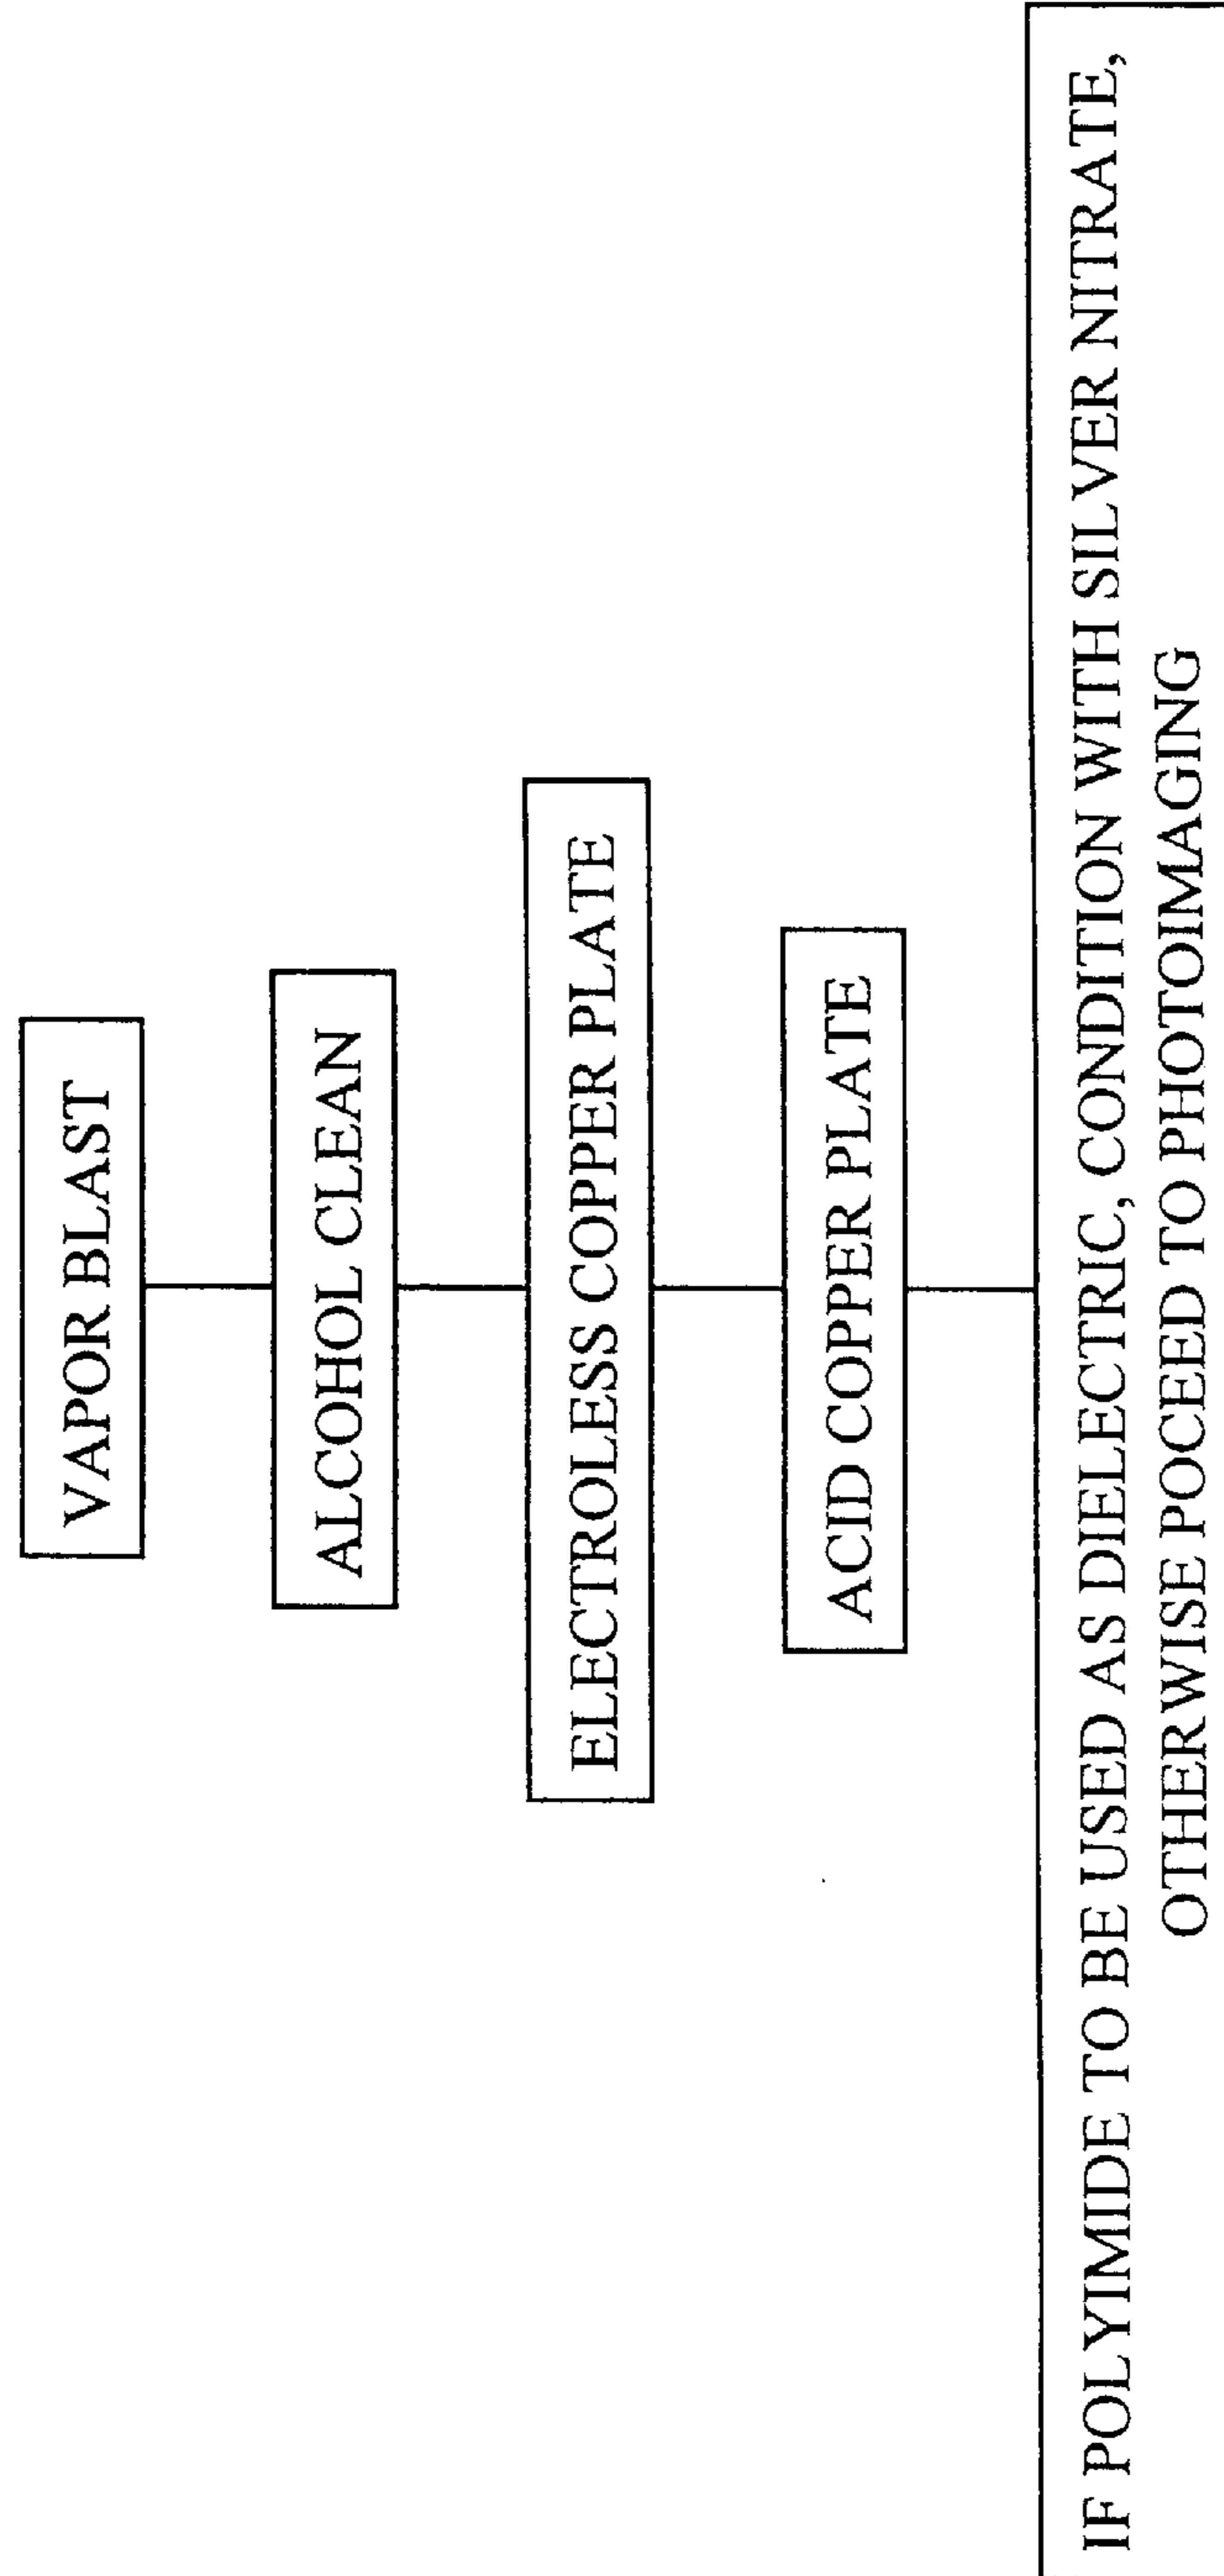 VAPOR BLAST
ALCOHOL CLEAN
ELECTROLESS COPPER PLATE
ACID COPPER PLATE
IF POLYIMIDE TO BE USED AS DIELECTRIC, CONDITION WITH SILVER NITRATE,
OTHERWISE POCEED TO PHOTOIMAGING